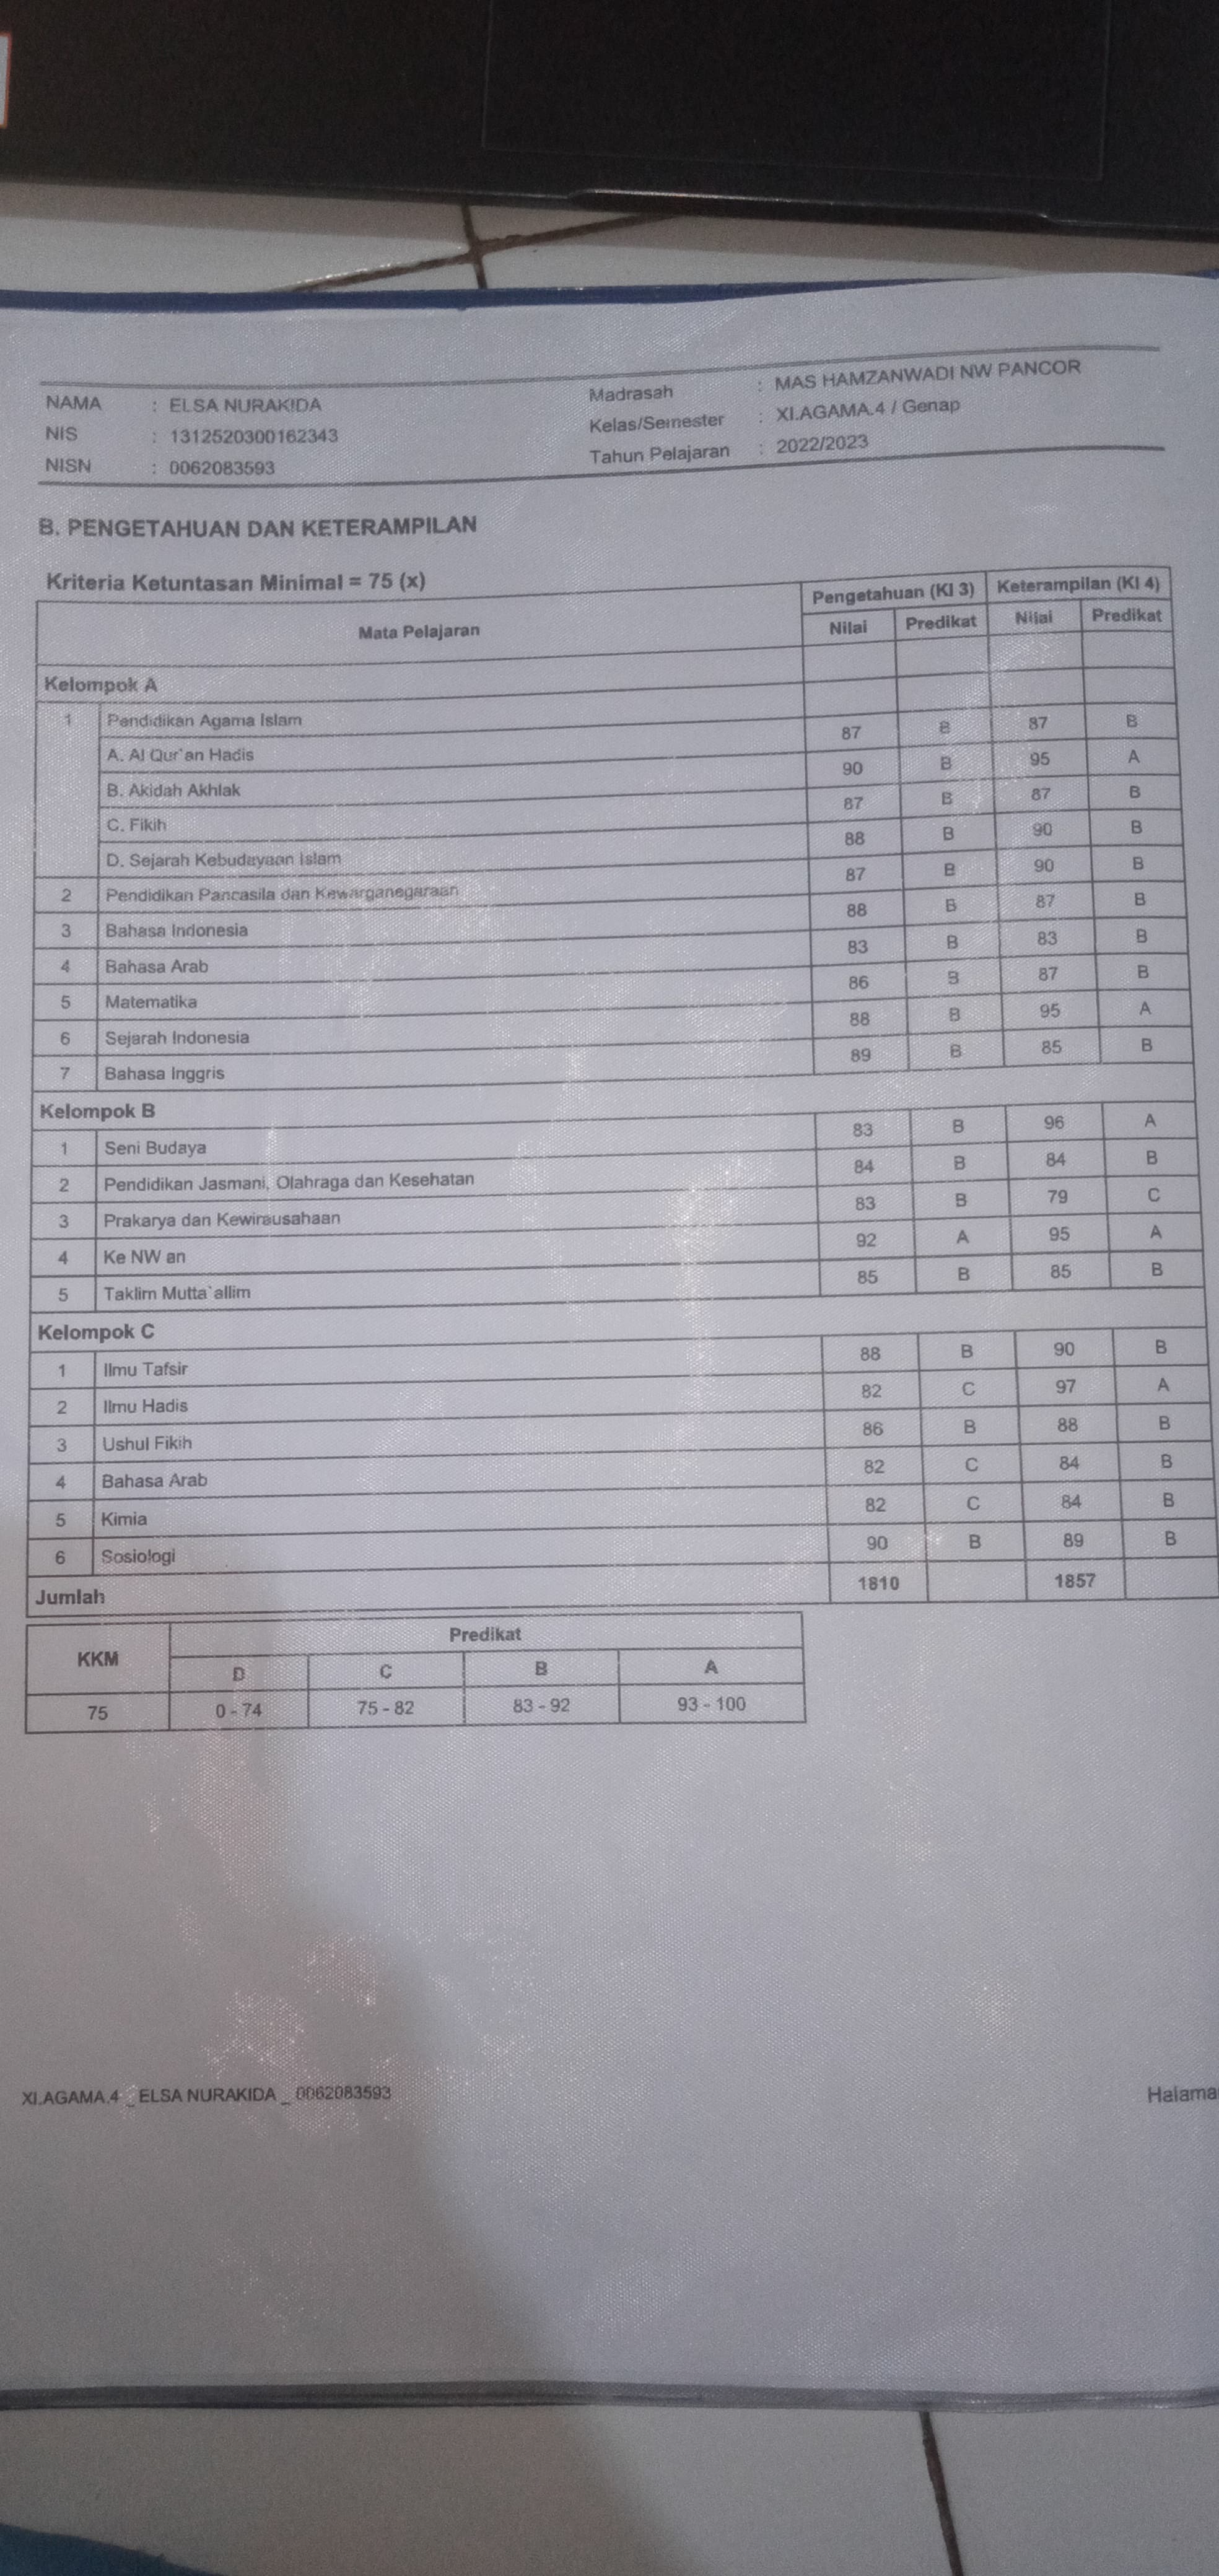 NAMA : ELSA NURAKIDA Madrasah : MAS HAMZANWADI NW PANCOR
NIS : 1312520300162343 Kelas/Semester : XI.AGAMA.4 / Genap
NISN : 0062083593 Tahun Pelajaran : 2022/2023
B. PENGETAHUAN DAN KETERAMPILAN
Kriteria Ketuntasan Minimal = 75 (x)
Mata Pelajaran Pengetahuan (KI 3) Keterampilan (KI 4)
Nilai Predikat Nilai Predikat
Kelompok A
1 Pendidikan Agama Islam
A. Al Qur`an Hadis 87 B 87 B
B. Akidah Akhlak 90 B 95 A
C. Fikih 87 B 87 B
D. Sejarah Kebudayaan Islam 88 B 90 B
2 Pendidikan Pancasila dan Kewarganegaraan 87 B 90 B
3 Bahasa Indonesia 88 B 87 B
4 Bahasa Arab 83 B 83 B
5 Matematika 86 B 87 B
6 Sejarah Indonesia 88 B 95 A
7 Bahasa Inggris 89 B 85 B
Kelompok B
1 Seni Budaya 83 B 96 A
2 Pendidikan Jasmani, Olahraga dan Kesehatan 84 B 84 B
3 Prakarya dan Kewirausahaan 83 B 79 C
4 Ke NW an 92 A 95 A
5 Taklim Mutta`allim 85 B 85 B
Kelompok C
1 Ilmu Tafsir 88 B 90 B
2 Ilmu Hadis 82 C 97 A
3 Ushul Fikih 86 B 88 B
4 Bahasa Arab 82 C 84 B
5 Kimia 82 C 84 B
6 Sosiologi 90 B 89 B
Jumlah 1810 1857
KKM Predikat
D C B A
75 0 - 74 75 - 82 83 - 92 93 - 100
XI.AGAMA.4 _ ELSA NURAKIDA _ 0062083593 Halama